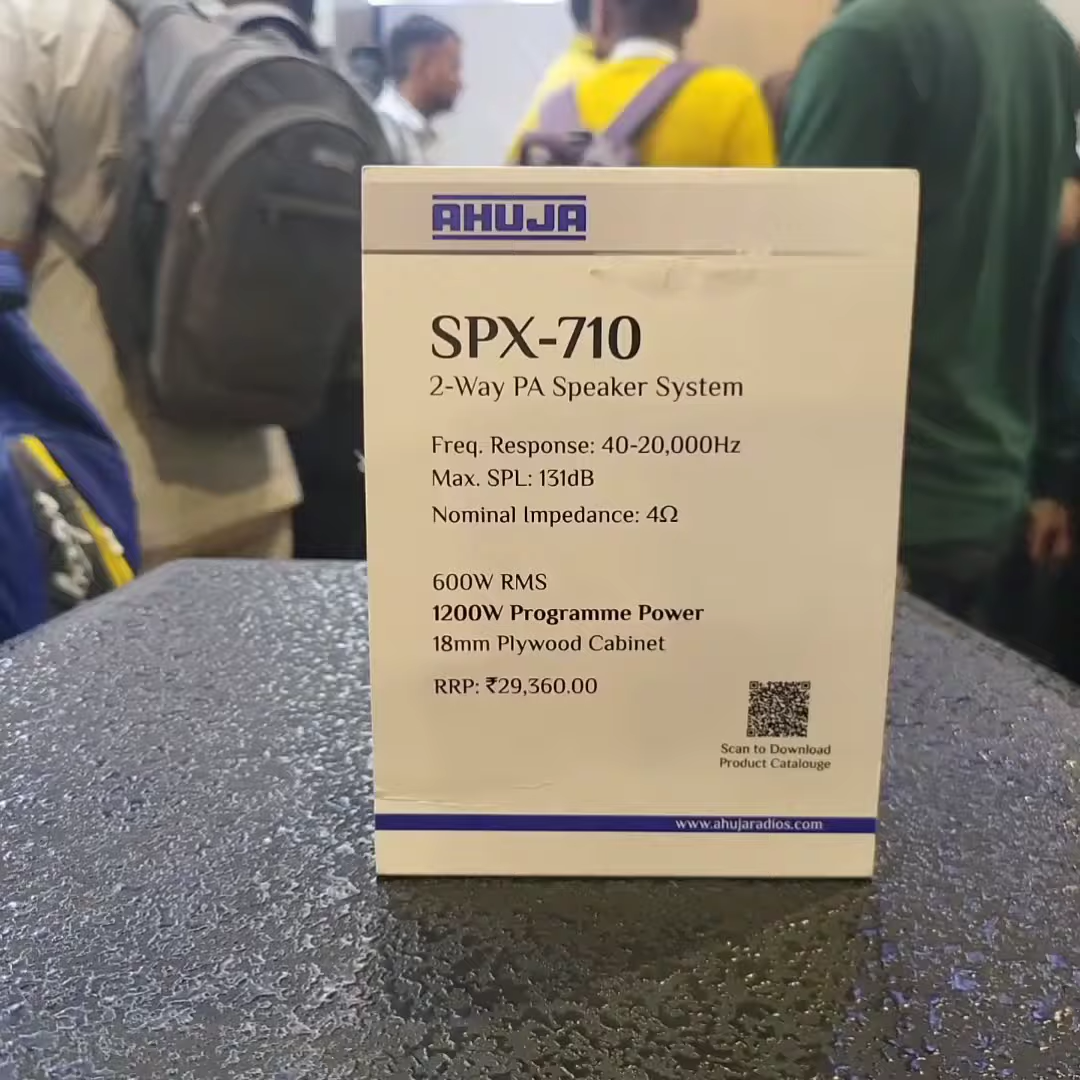 AHUJA
SPX-710
2-Way PA Speaker System
Freq. Response: 40-20,000Hz
Max. SPL: 131dB
Nominal Impedance: 4Ω
600W RMS
1200W Programme Power
18mm Plywood Cabinet
RRP: ₹29,360.00
Scan to Download
Product Catalouge
www.ahujaradios.com